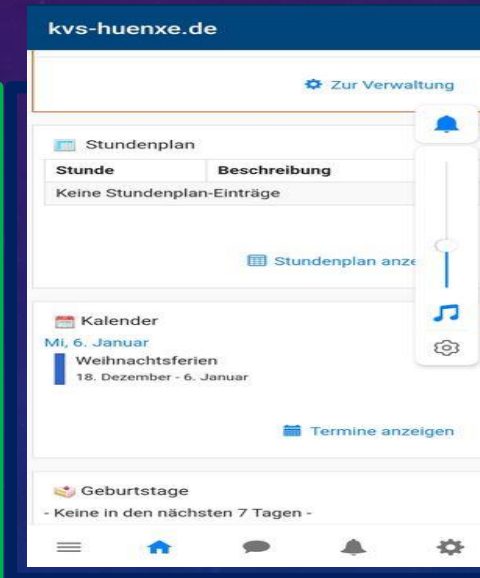 kvs-huenxe.de
Zur Verwaltung
Stundenplan
Stunde Beschreibung
Keine Stundenplan-Einträge
Stundenplan anze
Kalender
Mi, 6. Januar
Weihnachtsferien
18. Dezember - 6. Januar
Termine anzeigen
Geburtstage
- Keine in den nächsten 7 Tagen -